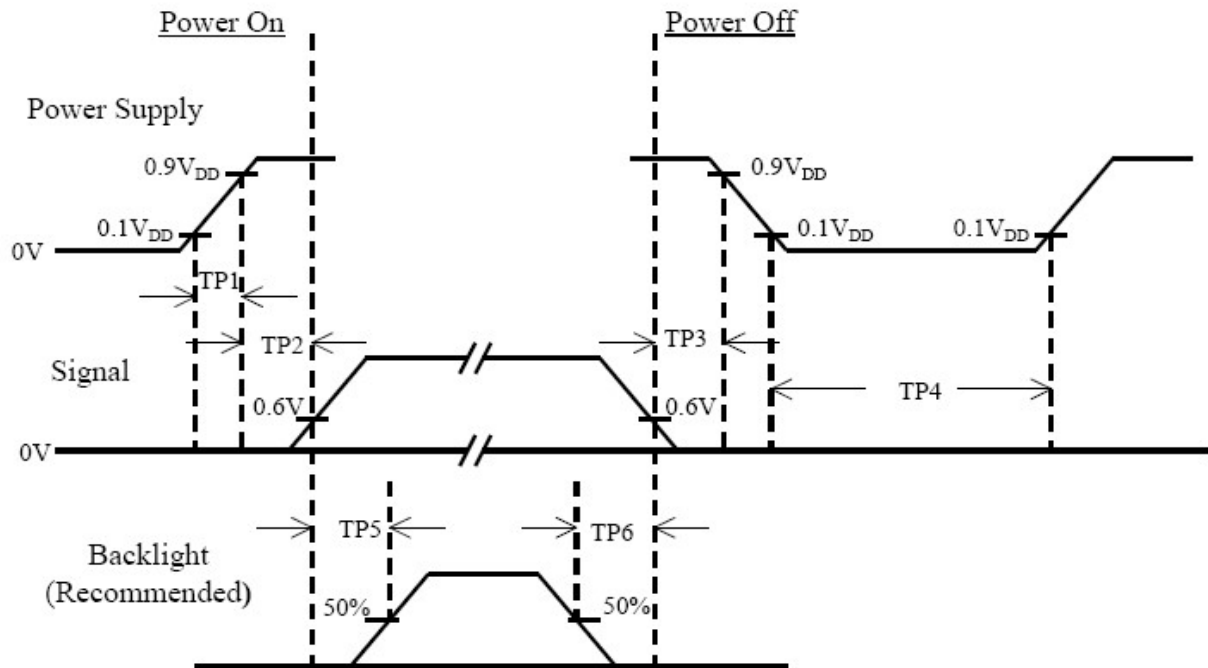 Power On
Power Off
Power Supply
0.9VDD
0.9VDD
0.1VDD
0.1VDD
0.1VDD
0V
TP1
TP2
TP3
Signal
TP4
0.6V
0.6V
0V
TP5
TP6
Backlight
(Recommended)
50%
50%